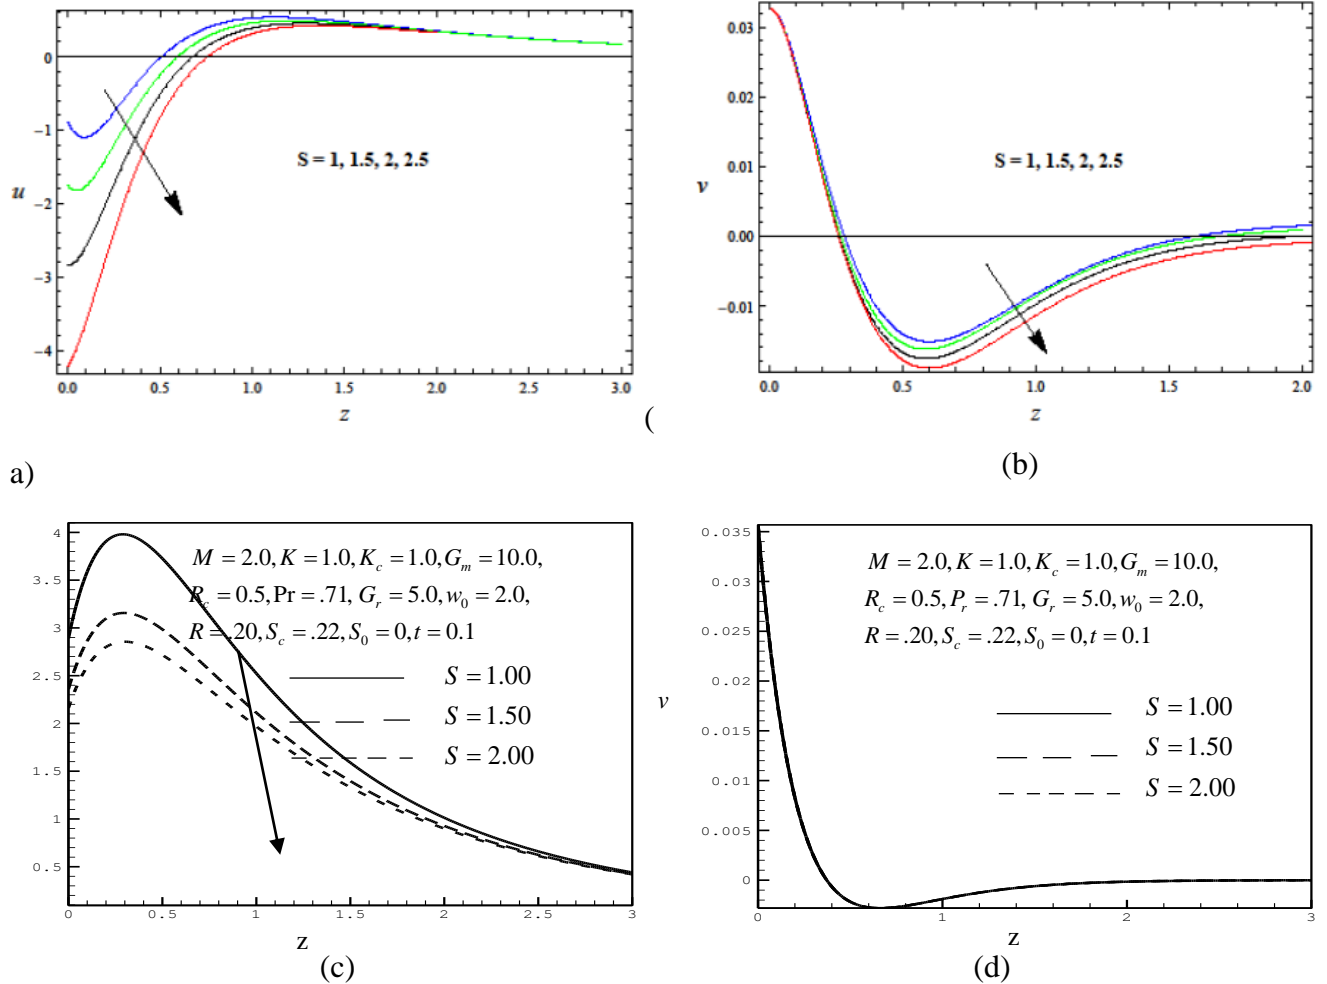 0
−1
−2
−3
−4
u
S = 1, 1.5, 2, 2.5
0.0 0.5 1.0 1.5 2.0 2.5 3.0
z
(
a)
0.03
0.02
0.01
0.00
−0.01
v
S = 1, 1.5, 2, 2.5
0.0 0.5 1.0 1.5 2.0
z
(b)
4
3.5
3
2.5
2
1.5
1
0.5
M = 2.0, K = 1.0, K_c = 1.0, G_m = 10.0,
R_c = 0.5, Pr = .71, G_r = 5.0, w_0 = 2.0,
R = .20, S_c = .22, S_0 = 0, t = 0.1
S = 1.00
S = 1.50
S = 2.00
0 0.5 1 1.5 2 2.5 3
z
(c)
0.035
0.03
0.025
0.02
0.015
0.01
0.005
0
v
M = 2.0, K = 1.0, K_c = 1.0, G_m = 10.0,
R_c = 0.5, P_r = .71, G_r = 5.0, w_0 = 2.0,
R = .20, S_c = .22, S_0 = 0, t = 0.1
S = 1.00
S = 1.50
S = 2.00
0 1 2 3
z
(d)